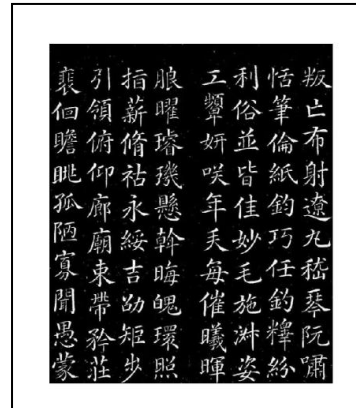 叛亡布射遼丸嵇琴阮嘯
恬筆倫紙鈞巧任釣釋紛
利俗並皆佳妙毛施淑姿
工顰妍咲年矢每催曦暉
朗曜璿璣懸斡晦魄環照
指薪脩祜永綏吉劭矩步
引領俯仰廊廟束帶矜莊
裵佪瞻眺孤陋寡聞愚蒙